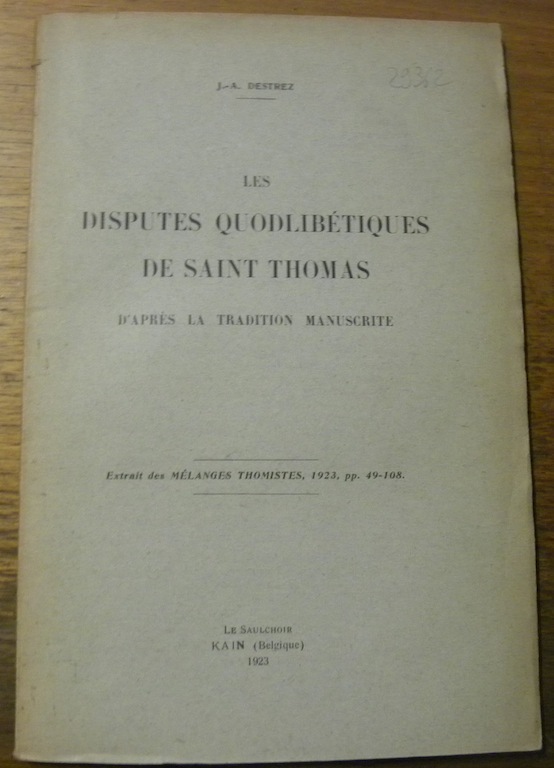 J.-A. DESTREZ
29362
LES
DISPUTES QUODLIBÉTIQUES
DE SAINT THOMAS
D'APRÈS LA TRADITION MANUSCRITE
Extrait des MÉLANGES THOMISTES, 1923, pp. 49-108.
LE SAULCHOIR
KAIN (Belgique)
1923